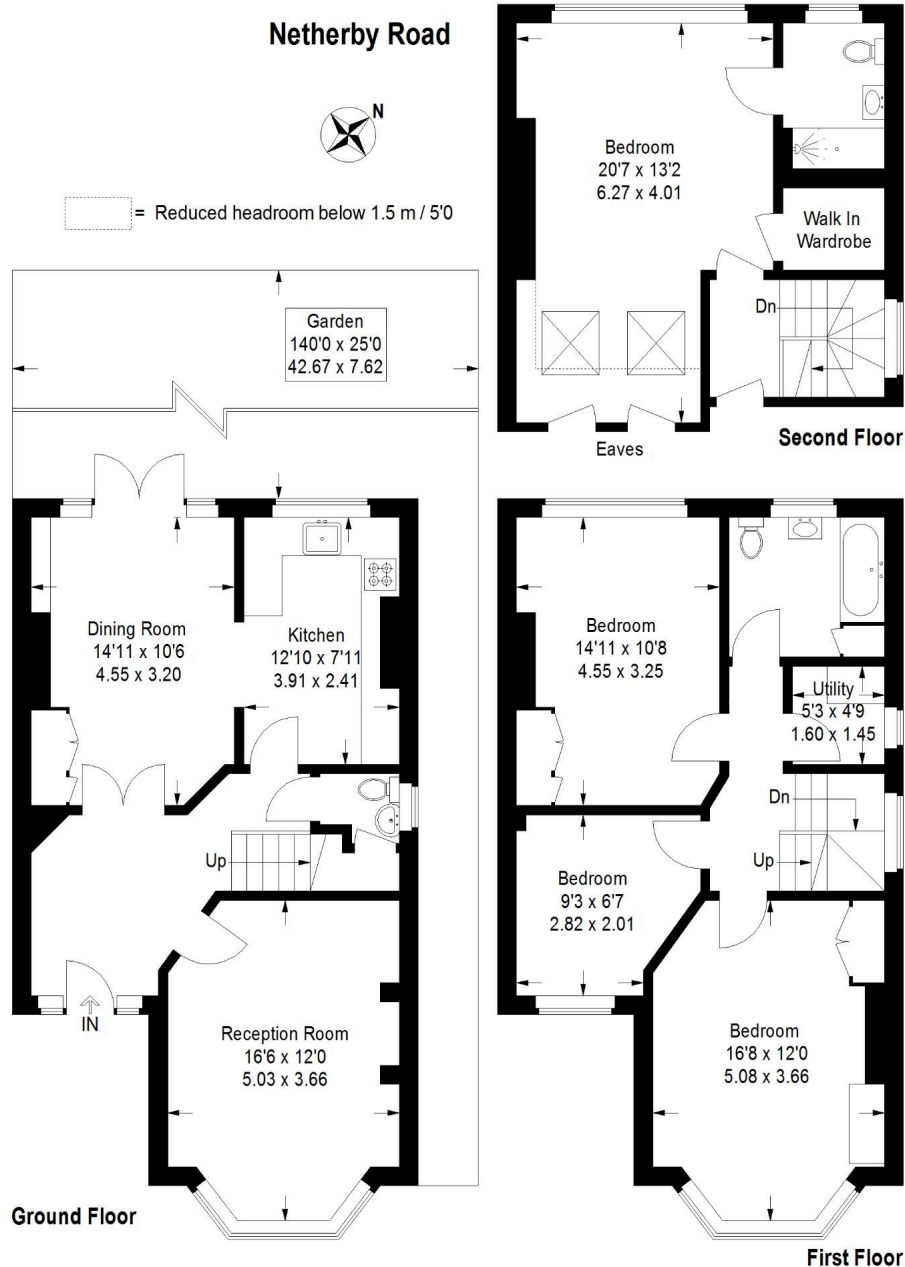 Netherby Road
N
= Reduced headroom below 1.5 m / 5'0
Garden
140'0 x 25'0
42.67 x 7.62
Dining Room
14'11 x 10'6
4.55 x 3.20
Kitchen
12'10 x 7'11
3.91 x 2.41
Up
IN
Reception Room
16'6 x 12'0
5.03 x 3.66
Ground Floor
Bedroom
20'7 x 13'2
6.27 x 4.01
Walk In
Wardrobe
Dn
Eaves
Second Floor
Bedroom
14'11 x 10'8
4.55 x 3.25
Utility
5'3 x 4'9
1.60 x 1.45
Dn
Up
Bedroom
9'3 x 6'7
2.82 x 2.01
Bedroom
16'8 x 12'0
5.08 x 3.66
First Floor